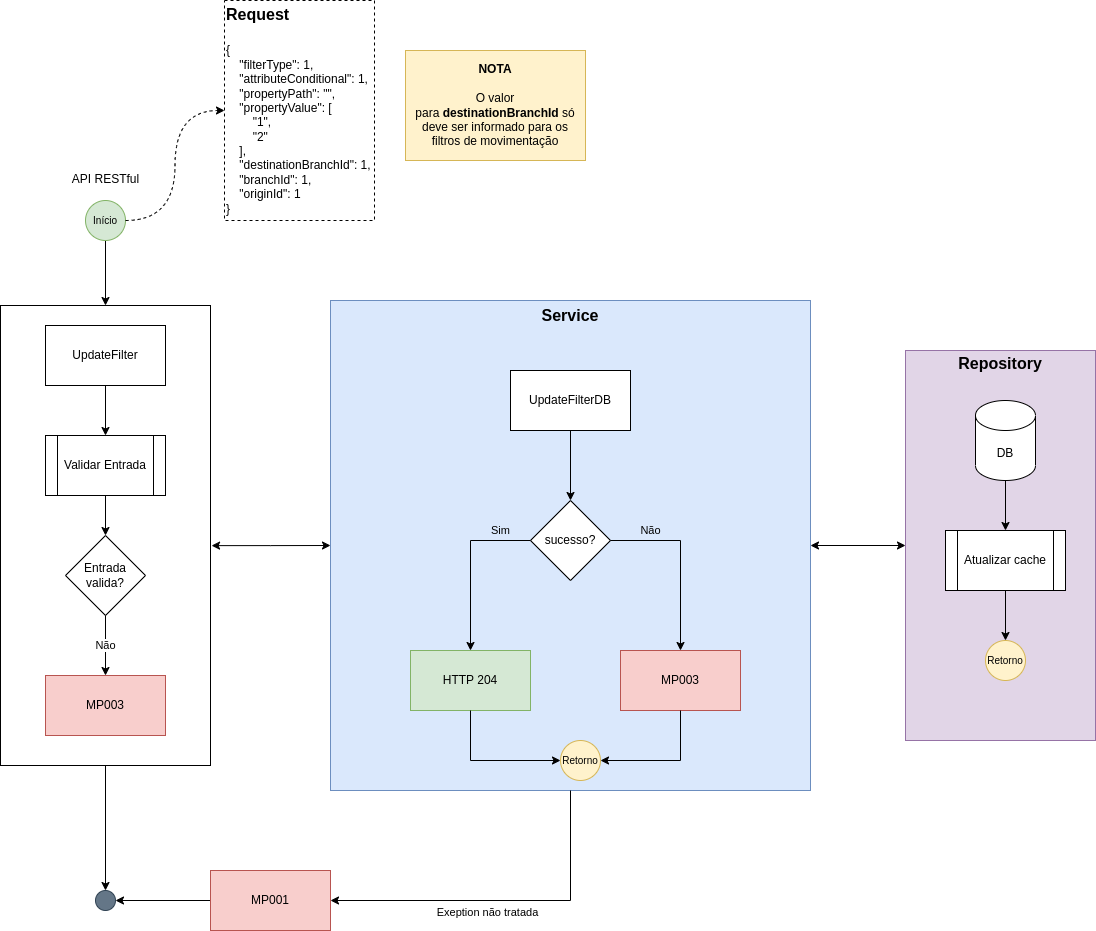 Request
{
"filterType": 1,
"attributeConditional": 1,
"propertyPath": "",
"propertyValue": [
"1",
"2"
],
"destinationBranchId": 1,
"branchId": 1,
"originId": 1
}
NOTA
O valor
para destinationBranchId só
deve ser informado para os
filtros de movimentação
API RESTful
Início
UpdateFilter
Validar Entrada
Entrada
valida?
Não
MP003
Service
UpdateFilterDB
sucesso?
Sim
Não
HTTP 204
MP003
Retorno
Repository
DB
Atualizar cache
Retorno
MP001
Exeption não tratada